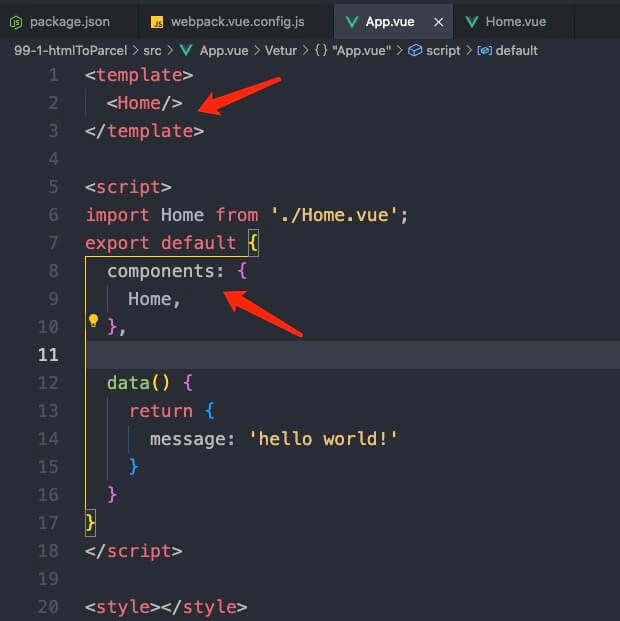 package.json webpack.vue.config.js App.vue × Home.vue
99-1-htmlToParcel > src > App.vue > Vetur > {} "App.vue" > script > default
1 <template>
2 <Home/>
3 </template>
4
5 <script>
6 import Home from './Home.vue';
7 export default {
8 components: {
9 Home,
10 },
11
12 data() {
13 return {
14 message: 'hello world!'
15 }
16 }
17 }
18 </script>
19
20 <style></style>